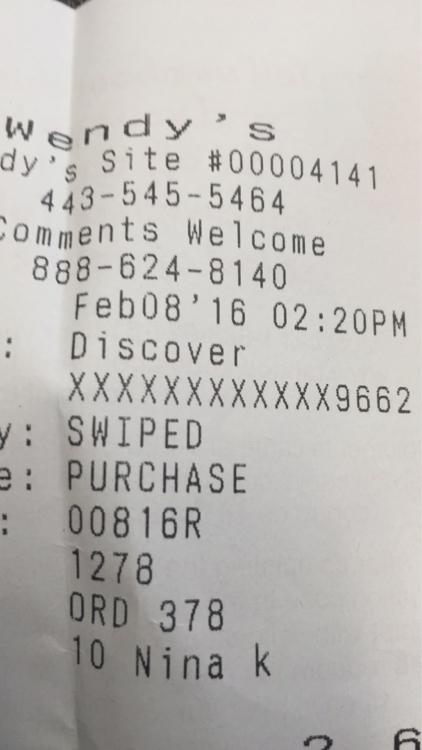 Wendy's
dy's Site #00004141
443-545-5464
Comments Welcome
888-624-8140
Feb08'16 02:20PM
: Discover
XXXXXXXXXXXX9662
y: SWIPED
e: PURCHASE
: 00816R
1278
ORD 378
10 Nina k